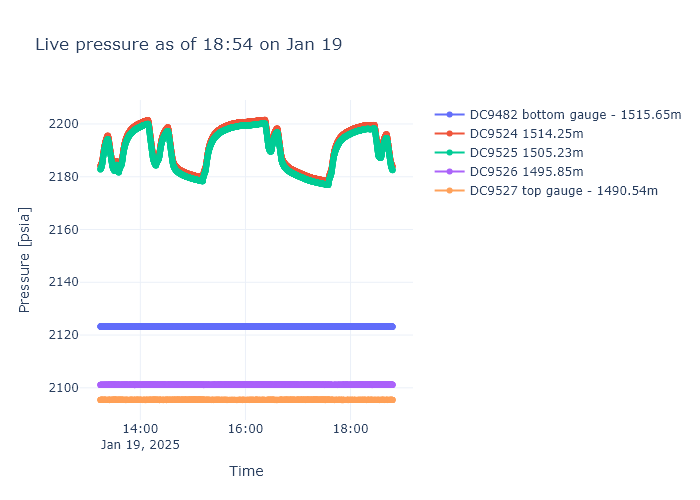 Live pressure as of 18:54 on Jan 19
DC9482 bottom gauge - 1515.65m
DC9524 1514.25m
DC9525 1505.23m
DC9526 1495.85m
DC9527 top gauge - 1490.54m
Pressure [psia]
2200
2180
2160
2140
2120
2100
14:00
16:00
18:00
Jan 19, 2025
Time